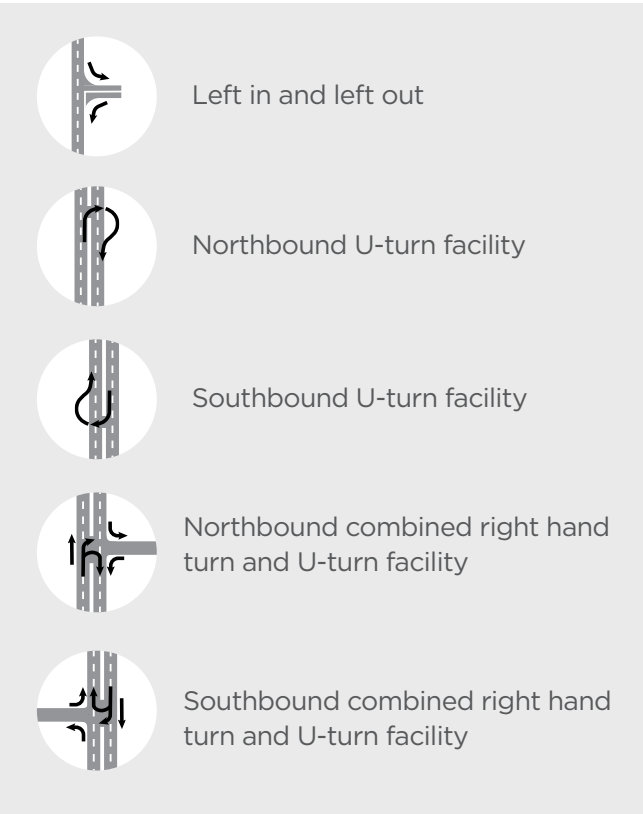 Left in and left out
Northbound U-turn facility
Southbound U-turn facility
Northbound combined right hand
turn and U-turn facility
Southbound combined right hand
turn and U-turn facility